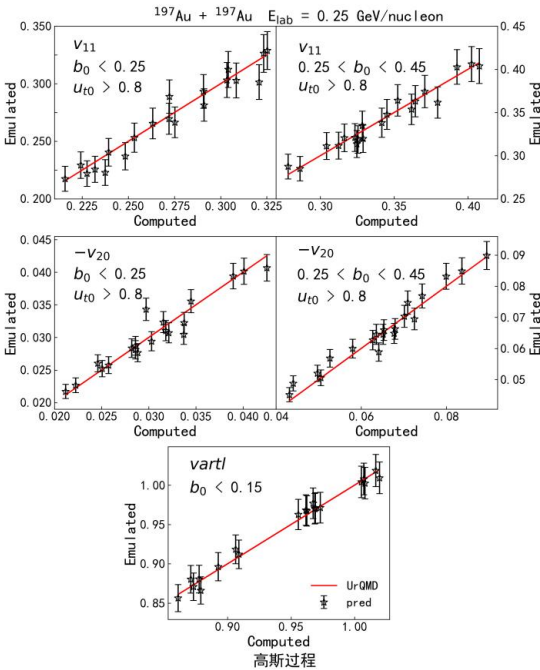 ¹⁹⁷Au + ¹⁹⁷Au E_lab = 0.25 GeV/nucleon
v₁₁
b₀ < 0.25
u_t0 > 0.8
0.350
0.300
0.250
0.200
Emulated
0.225 0.250 0.275 0.300 0.325
Computed
v₁₁
0.25 < b₀ < 0.45
u_t0 > 0.8
0.45
0.40
0.35
0.30
0.25
Emulated
0.30 0.35 0.40
Computed
−v₂₀
b₀ < 0.25
u_t0 > 0.8
0.045
0.040
0.035
0.030
0.025
0.020
Emulated
0.020 0.025 0.030 0.035 0.040
Computed
−v₂₀
0.25 < b₀ < 0.45
u_t0 > 0.8
0.09
0.08
0.07
0.06
0.05
Emulated
0.04 0.06 0.08
Computed
vartl
b₀ < 0.15
1.00
0.95
0.90
0.85
Emulated
UrQMD
pred
0.90 0.95 1.00
Computed
高斯过程